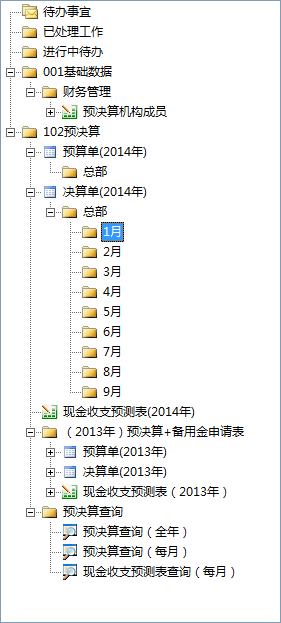 待办事宜
已处理工作
进行中待办
001基础数据
财务管理
预决算机构成员
102预决算
预算单(2014年)
总部
决算单(2014年)
总部
1月
2月
3月
4月
5月
6月
7月
8月
9月
现金收支预测表(2014年)
（2013年）预决算+备用金申请表
预算单(2013年)
决算单(2013年)
现金收支预测表（2013年）
预决算查询
预决算查询（全年）
预决算查询（每月）
现金收支预测表查询（每月）